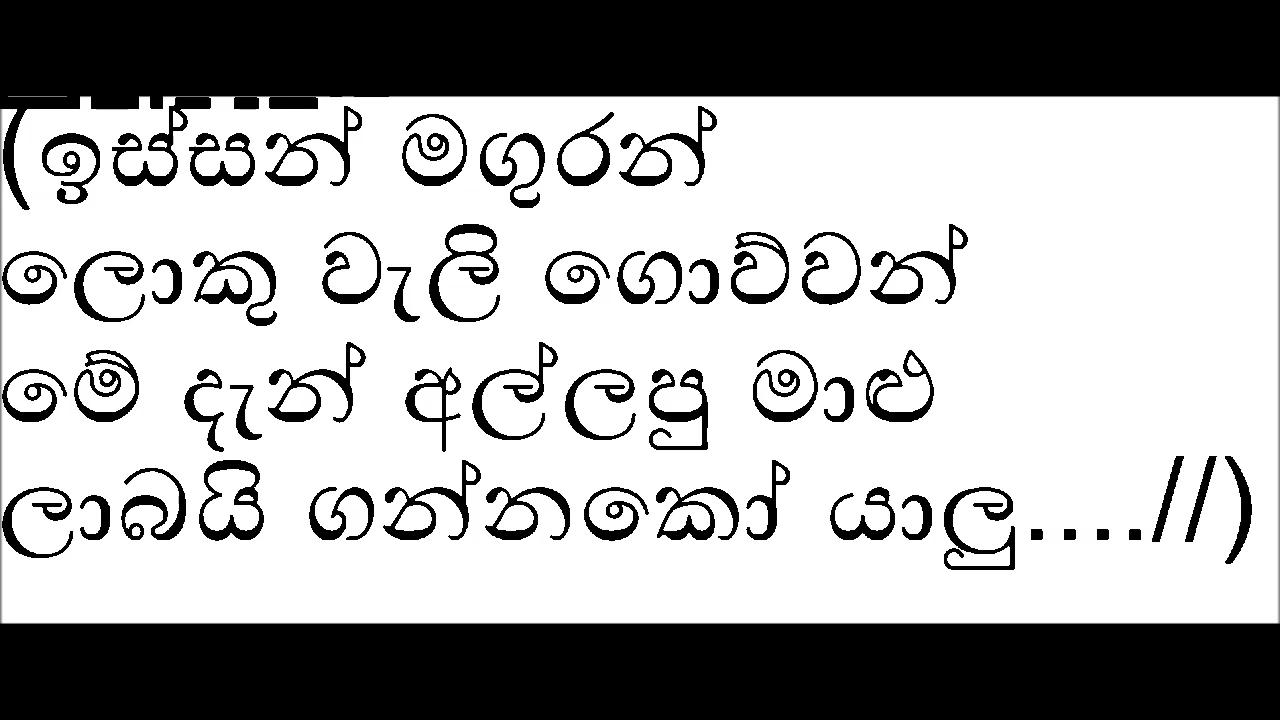 (ඉස්සන් මගුරන්
ලොකු වැලි ගොව්වන්
මේ දැන් අල්ලපු මාළු
ලාබයි ගන්නකෝ යාලු....//)